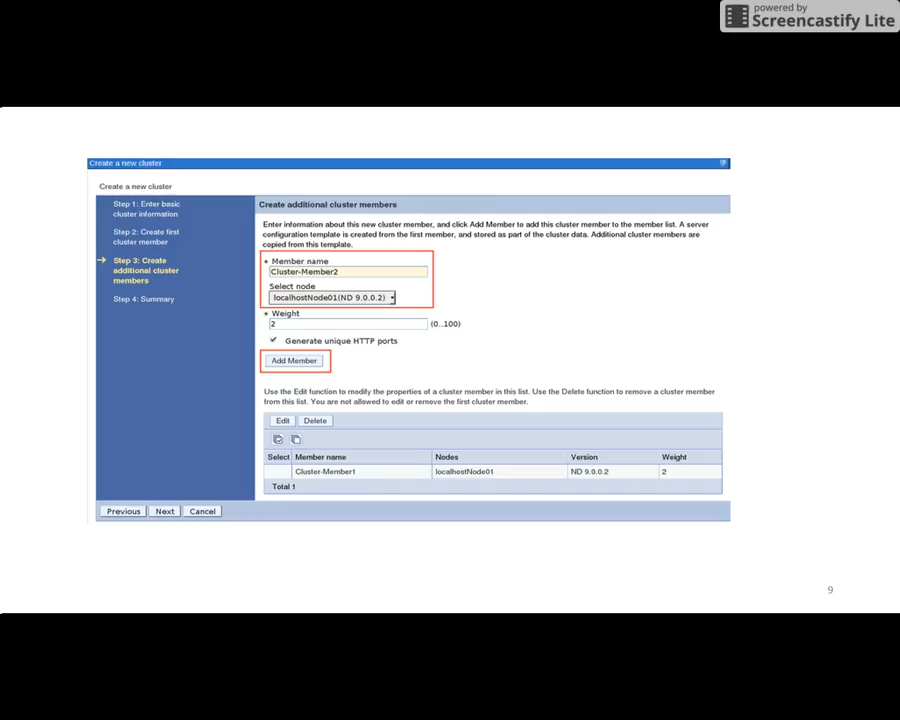 powered by
Screencastify Lite
Create a new cluster
?
Create a new cluster
Step 1: Enter basic
cluster information
Step 2: Create first
cluster member
Step 3: Create
additional cluster
members
Step 4: Summary
Create additional cluster members
Enter information about this new cluster member, and click Add Member to add this cluster member to the member list. A server
configuration template is created from the first member, and stored as part of the cluster data. Additional cluster members are
copied from this template.
* Member name
Cluster-Member2
Select node
localhostNode01(ND 9.0.0.2)
* Weight
2 (0..100)
Generate unique HTTP ports
Add Member
Use the Edit function to modify the properties of a cluster member in this list. Use the Delete function to remove a cluster member
from this list. You are not allowed to edit or remove the first cluster member.
Edit Delete
Select Member name Nodes Version Weight
Cluster-Member1 localhostNode01 ND 9.0.0.2 2
Total 1
Previous Next Cancel
9